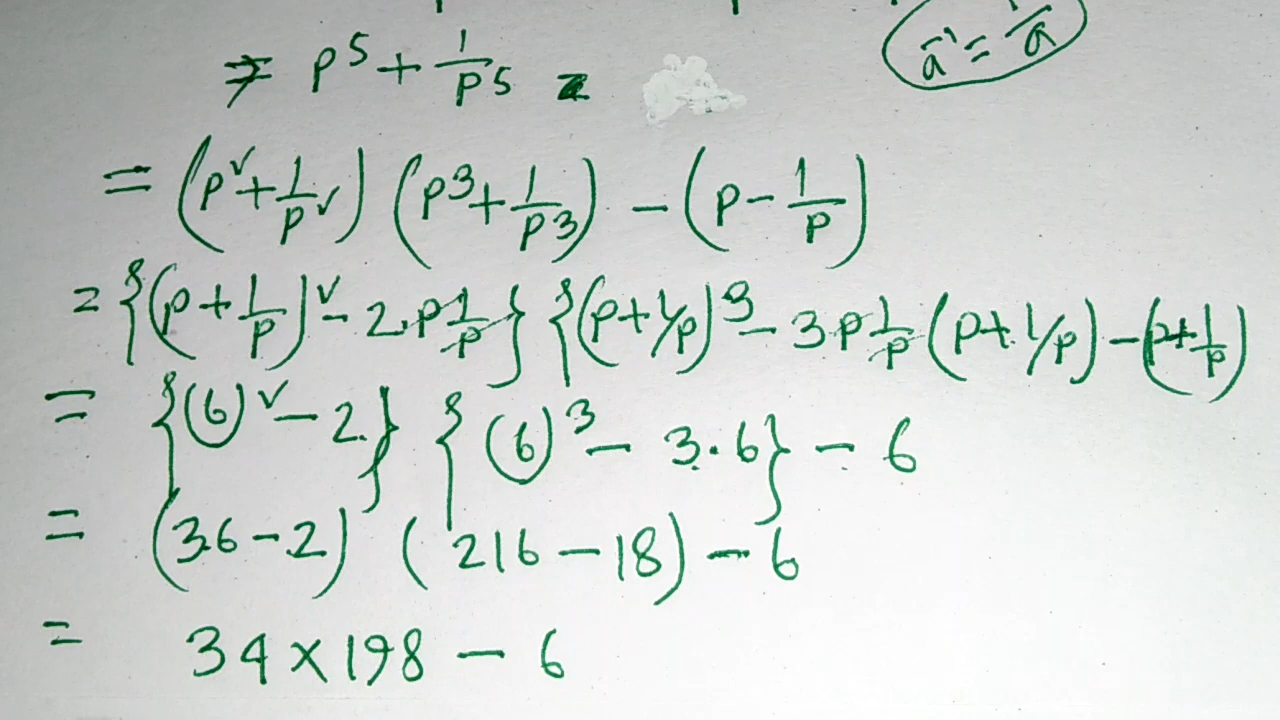 a⁻¹ = 1/a
⇒ p⁵ + 1/p⁵ =
= (p² + 1/p²) (p³ + 1/p³) - (p - 1/p)
= {(p + 1/p)² - 2.p 1/p} {(p + 1/p)³ - 3 p 1/p (p + 1/p) - (p + 1/p)
= {(6)² - 2} {(6)³ - 3.6} - 6
= (36 - 2) (216 - 18) - 6
= 34 × 198 - 6